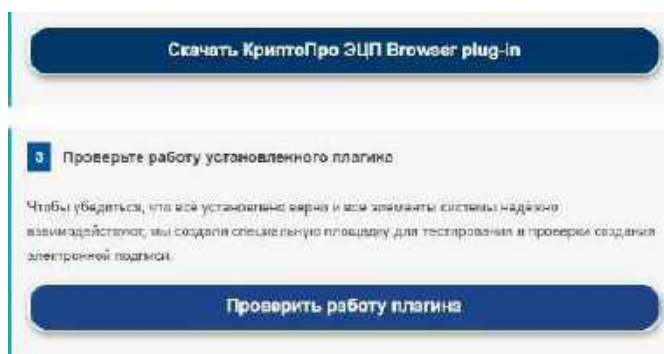 Скачать КриптоПро ЭЦП Browser plug-in
3 Проверьте работу установленного плагина
Чтобы убедиться, что всё установлено верно и все элементы системы надёжно
взаимодействуют, мы создали специальную площадку для тестирования и проверки создания
электронной подписи.
Проверить работу плагина